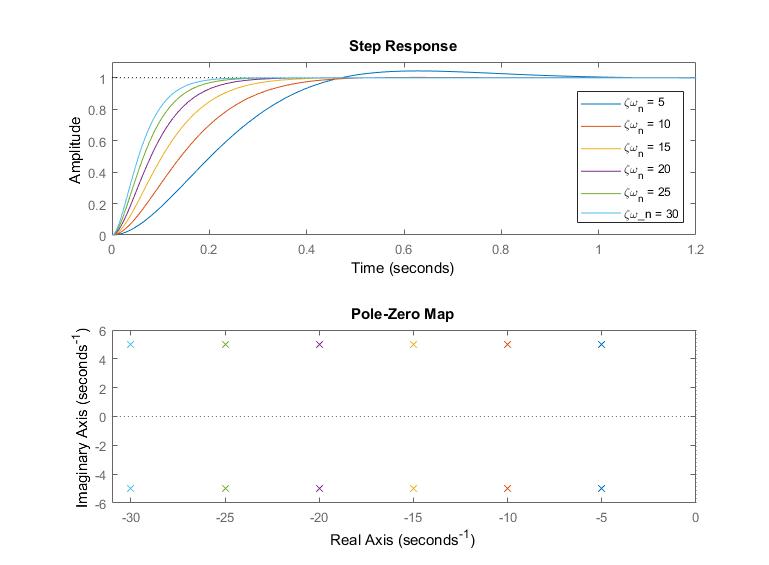 Step Response
Amplitude
1
0.8
0.6
0.4
0.2
0
0 0.2 0.4 0.6 0.8 1 1.2
Time (seconds)
ζω_n = 5
ζω_n = 10
ζω_n = 15
ζω_n = 20
ζω_n = 25
ζω_n = 30
Pole-Zero Map
Imaginary Axis (seconds⁻¹)
6
4
2
0
-2
-4
-6
-30 -25 -20 -15 -10 -5 0
Real Axis (seconds⁻¹)